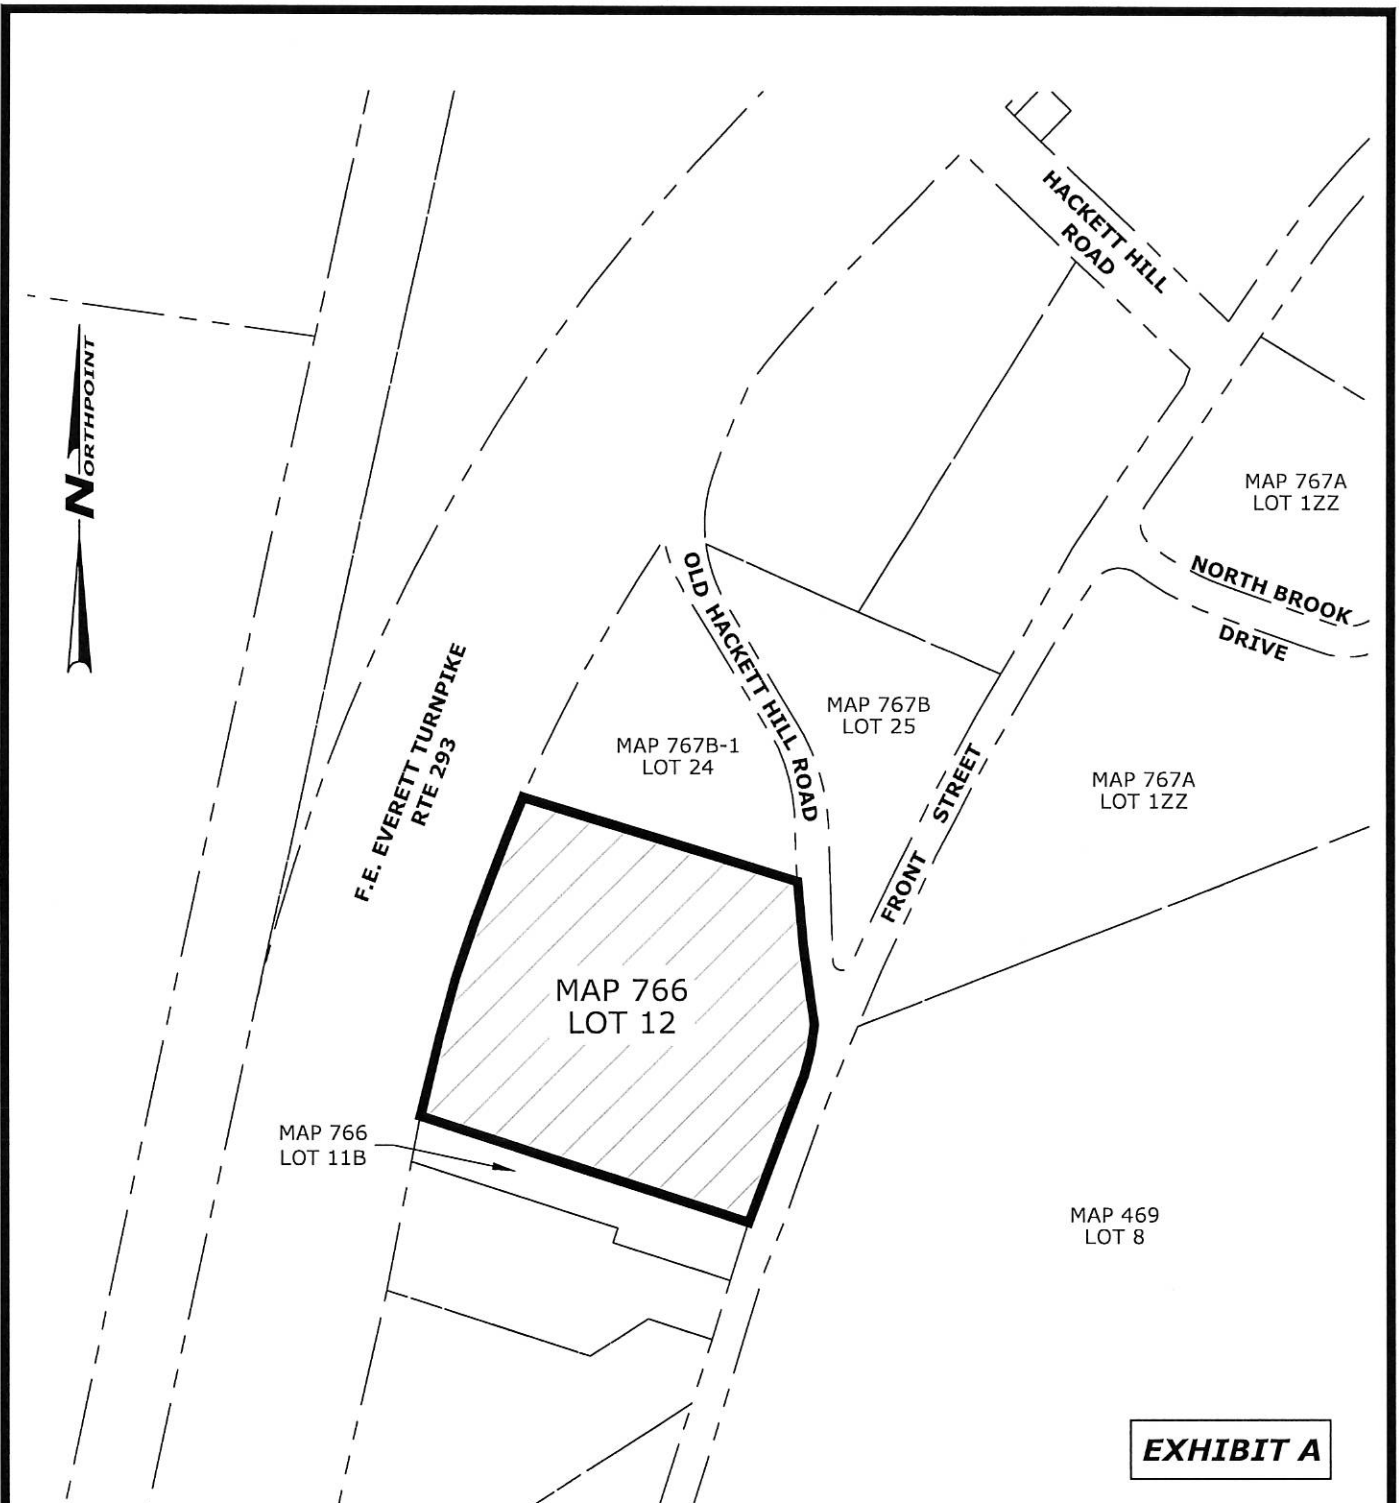 HACKETT HILL
ROAD
NORTHPOINT
MAP 767A
LOT 1ZZ
NORTH BROOK
DRIVE
OLD HACKETT HILL ROAD
MAP 767B
LOT 25
F.E. EVERETT TURNPIKE
RTE 293
MAP 767B-1
LOT 24
FRONT STREET
MAP 767A
LOT 1ZZ
MAP 766
LOT 12
MAP 766
LOT 11B
MAP 469
LOT 8
EXHIBIT A